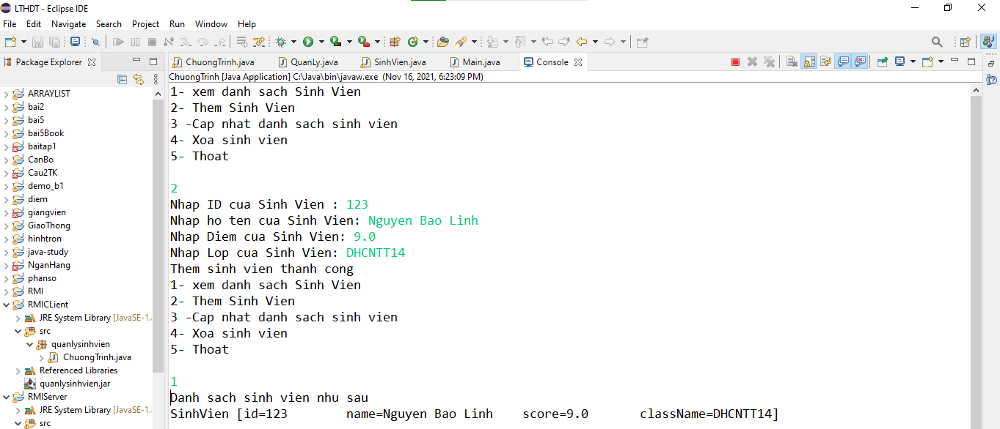 LTHDT - Eclipse IDE
File Edit Navigate Search Project Run Window Help
Package Explorer
ChuongTrinh.java QuanLy.java SinhVien.java Main.java Console
ChuongTrinh [Java Application] C:\Java\bin\javaw.exe (Nov 16, 2021, 6:23:09 PM)
ARRAYLIST
bai2
bai5
bai5Book
baitap1
CanBo
Cau2TK
demo_b1
diem
giangvien
GiaoThong
hinhtron
java-study
NganHang
phanso
RMI
RMICLient
JRE System Library [JavaSE-1.
src
quanlysinhvien
ChuongTrinh.java
Referenced Libraries
quanlysinhvien.jar
RMIServer
JRE System Library [JavaSE-1.
src
1- xem danh sach Sinh Vien
2- Them Sinh Vien
3 -Cap nhat danh sach sinh vien
4- Xoa sinh vien
5- Thoat
2
Nhap ID cua Sinh Vien : 123
Nhap ho ten cua Sinh Vien: Nguyen Bao Linh
Nhap Diem cua Sinh Vien: 9.0
Nhap Lop cua Sinh Vien: DHCNTT14
Them sinh vien thanh cong
1- xem danh sach Sinh Vien
2- Them Sinh Vien
3 -Cap nhat danh sach sinh vien
4- Xoa sinh vien
5- Thoat
1
Danh sach sinh vien nhu sau
SinhVien [id=123 name=Nguyen Bao Linh score=9.0 className=DHCNTT14]